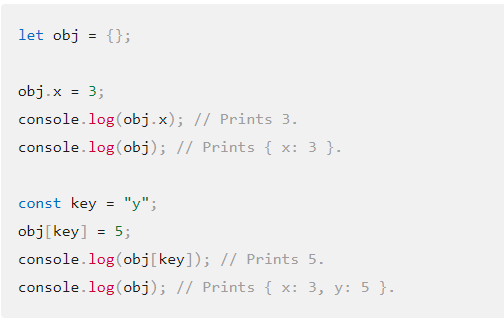 let obj = {};
obj.x = 3;
console.log(obj.x); // Prints 3.
console.log(obj); // Prints { x: 3 }.
const key = "y";
obj[key] = 5;
console.log(obj[key]); // Prints 5.
console.log(obj); // Prints { x: 3, y: 5 }.